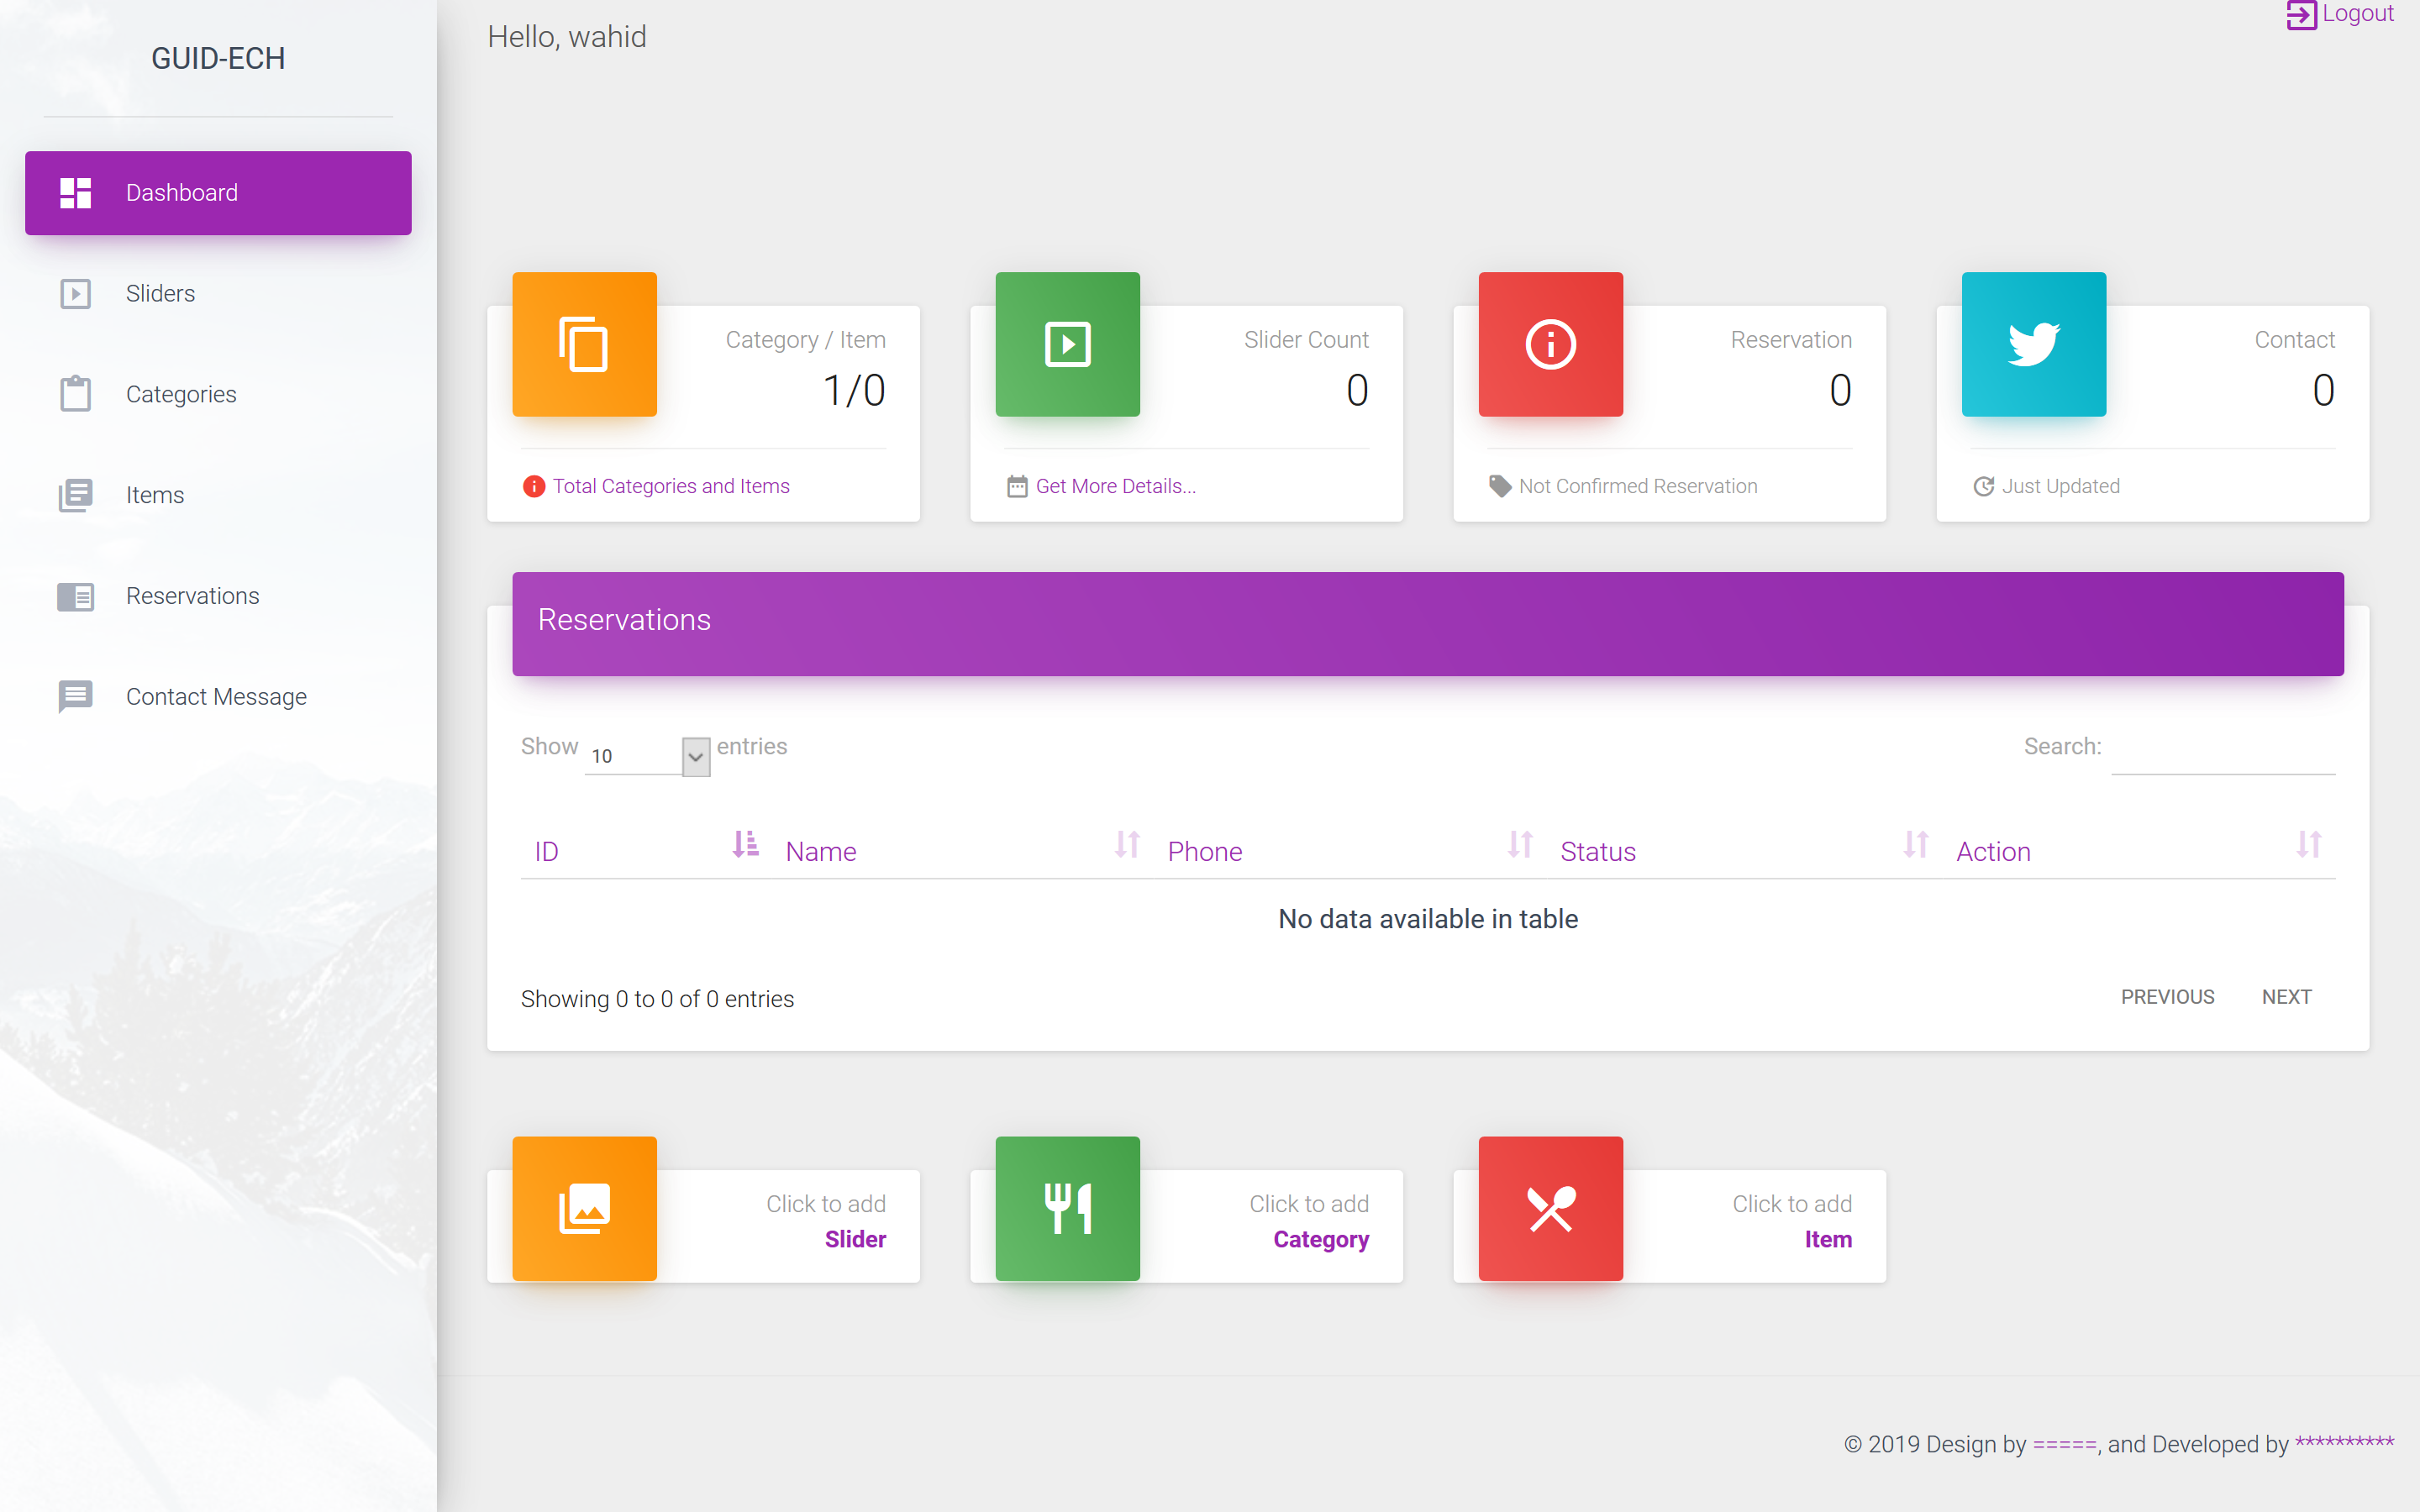 GUID-ECH
Dashboard
Sliders
Categories
Items
Reservations
Contact Message
Hello, wahid
Logout
Category / Item
1/0
Total Categories and Items
Slider Count
0
Get More Details...
Reservation
0
Not Confirmed Reservation
Contact
0
Just Updated
Reservations
Show 10 entries
Search:
ID Name Phone Status Action
No data available in table
Showing 0 to 0 of 0 entries
PREVIOUS NEXT
Click to add
Slider
Click to add
Category
Click to add
Item
© 2019 Design by =====, and Developed by **********